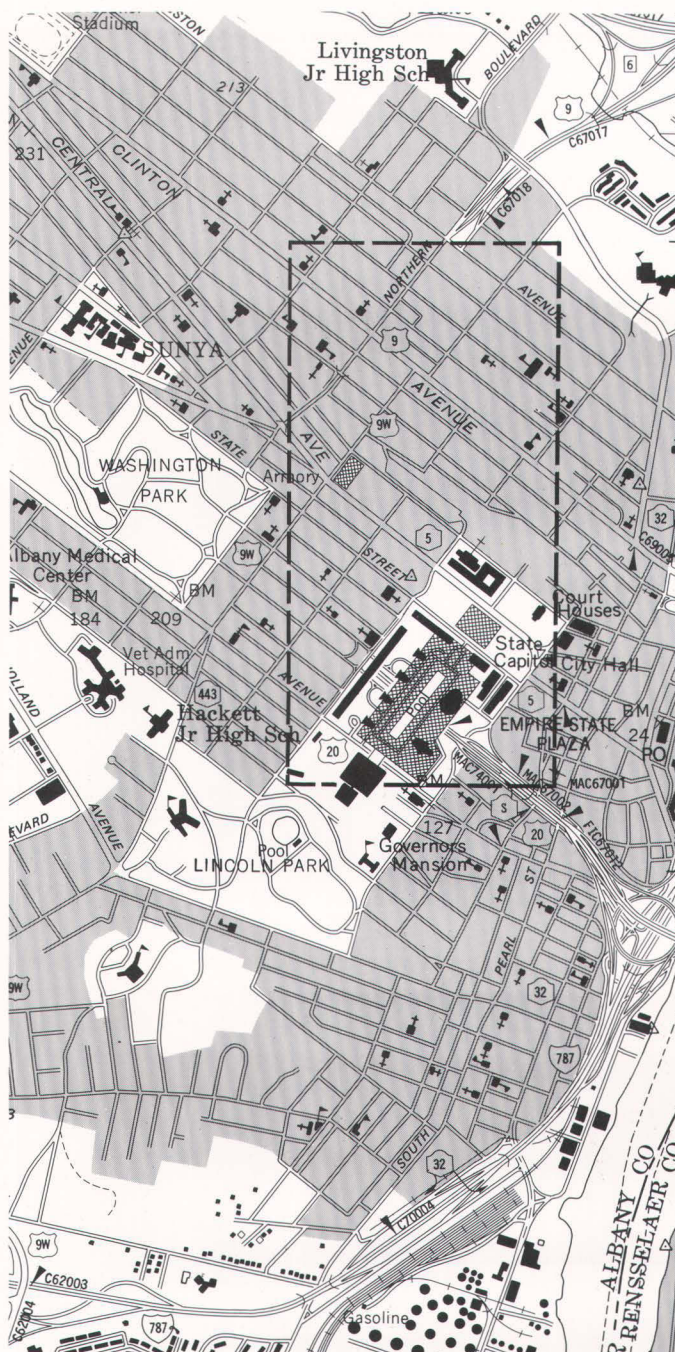 Stadium
Livingston
Jr High Sch
BOULEVARD
6
9
C67017
213
231
CENTRAL
CLINTON
C67018
NORTHERN
AVENUE
9
SUNYA
AVENUE
9W
AVE
STATE
Armory
WASHINGTON
PARK
32
5
C69004
STREET
9W
Albany Medical
Center
BM
184
209
BM
Court
Houses
Vet Adm
Hospital
State
Capitol
City Hall
443
AVENUE
POOL
5
BM
24
PO
Hackett
Jr High Sch
EMPIRE STATE
PLAZA
20
BM
MAC67001
S
20
127
Governors
Mansion
AVENUE
Pool
LINCOLN PARK
ST
PEARL
32
9W
787
SOUTH
32
C70004
ALBANY CO
RENSSELAER CO
9W
C62003
C62004
787
Gasoline